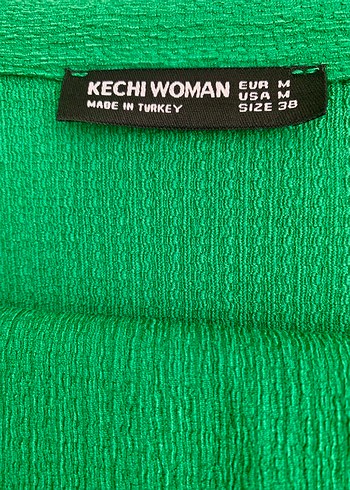 KECHI WOMAN
MADE IN TURKEY
EUR M
USA M
SIZE 38